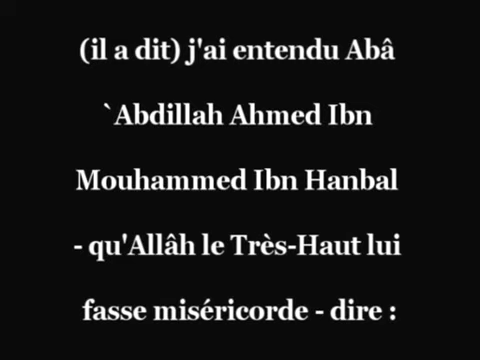 (il a dit) j'ai entendu Abâ
`Abdillah Ahmed Ibn
Mouhammed Ibn Hanbal
- qu'Allâh le Très-Haut lui
fasse miséricorde - dire :